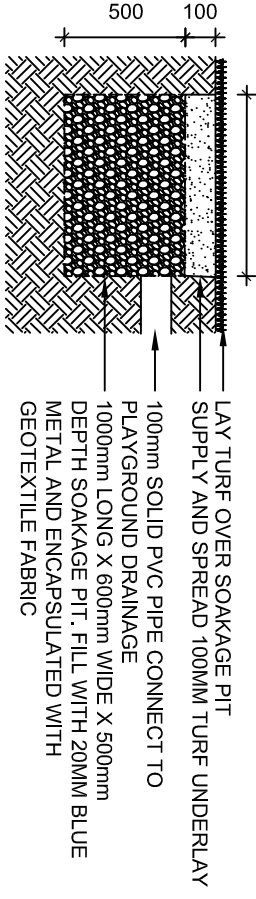 500 100
LAY TURF OVER SOAKAGE PIT
SUPPLY AND SPREAD 100MM TURF UNDERLAY
100mm SOLID PVC PIPE CONNECT TO
PLAYGROUND DRAINAGE
1000mm LONG X 600mm WIDE X 500mm
DEPTH SOAKAGE PIT. FILL WITH 20MM BLUE
METAL AND ENCAPSULATED WITH
GEOTEXTILE FABRIC